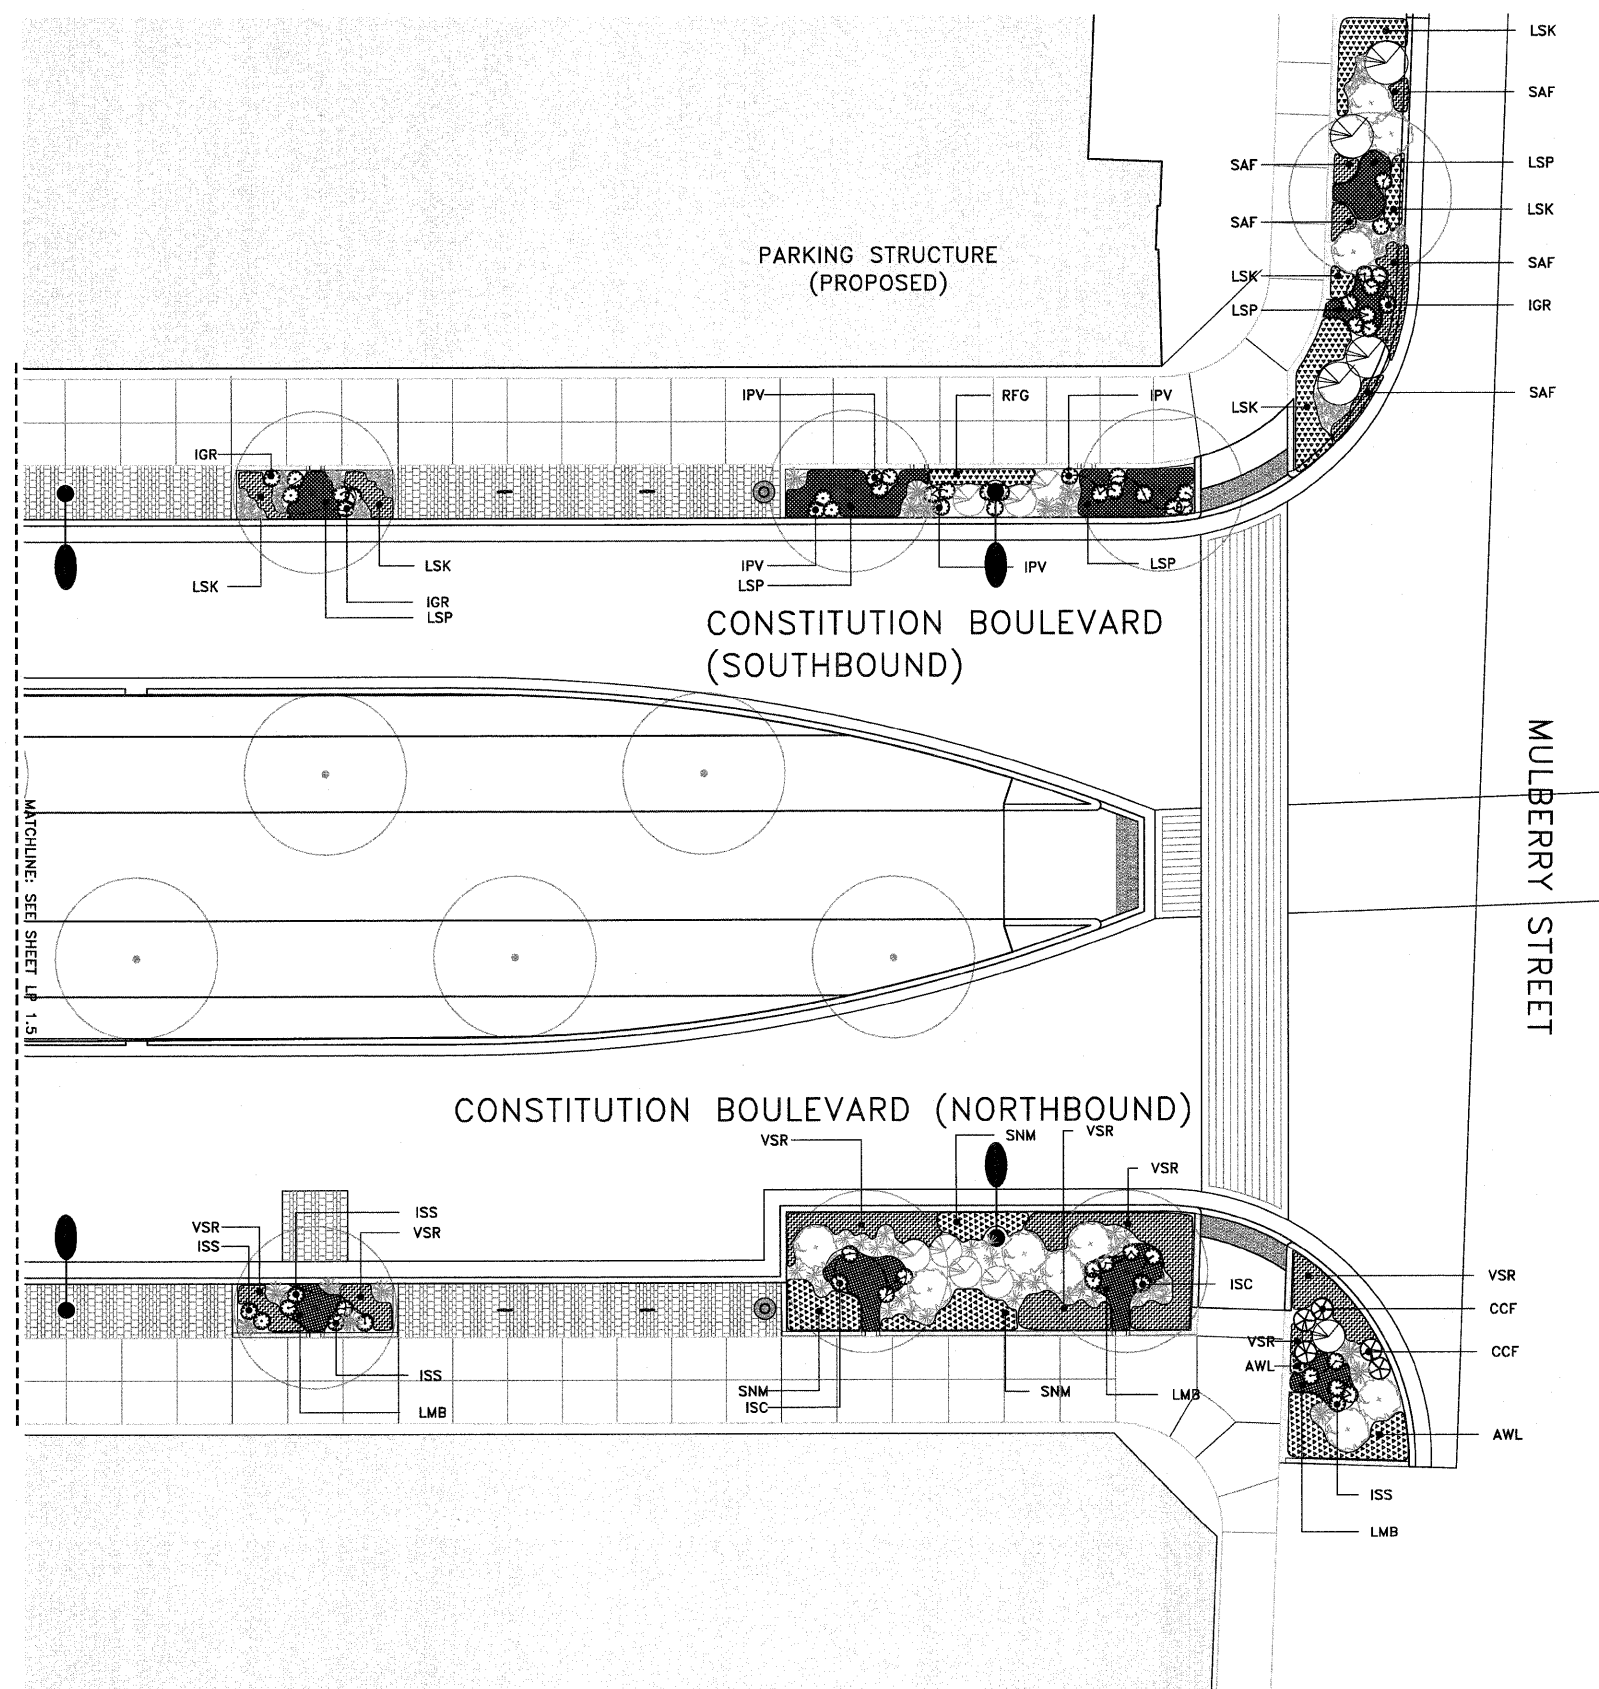 LSK
SAF
SAF
LSP
SAF
LSK
PARKING STRUCTURE
(PROPOSED)
SAF
LSK
LSP
IGR
IPV
RFG
IPV
SAF
LSK
IGR
LSK
LSK
IGR
LSP
IPV
LSP
IPV
LSP
CONSTITUTION BOULEVARD
(SOUTHBOUND)
MULBERRY STREET
MATCHLINE: SEE SHEET LP 1.5
CONSTITUTION BOULEVARD (NORTHBOUND)
VSR
SNM
VSR
VSR
ISS
VSR
VSR
ISS
ISC
VSR
CCF
VSR
CCF
AWL
ISS
LMB
SNM
ISC
SNM
LMB
AWL
ISS
LMB